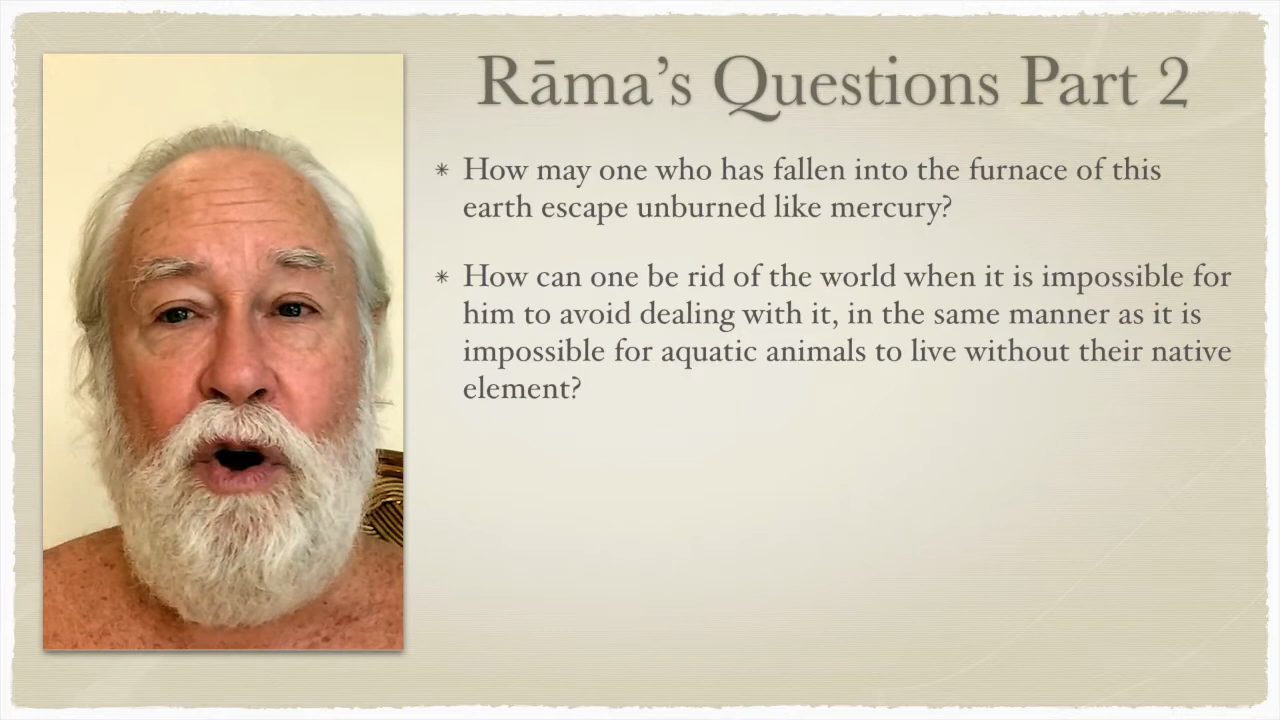 Rāma’s Questions Part 2
* How may one who has fallen into the furnace of this
earth escape unburned like mercury?
* How can one be rid of the world when it is impossible for
him to avoid dealing with it, in the same manner as it is
impossible for aquatic animals to live without their native
element?